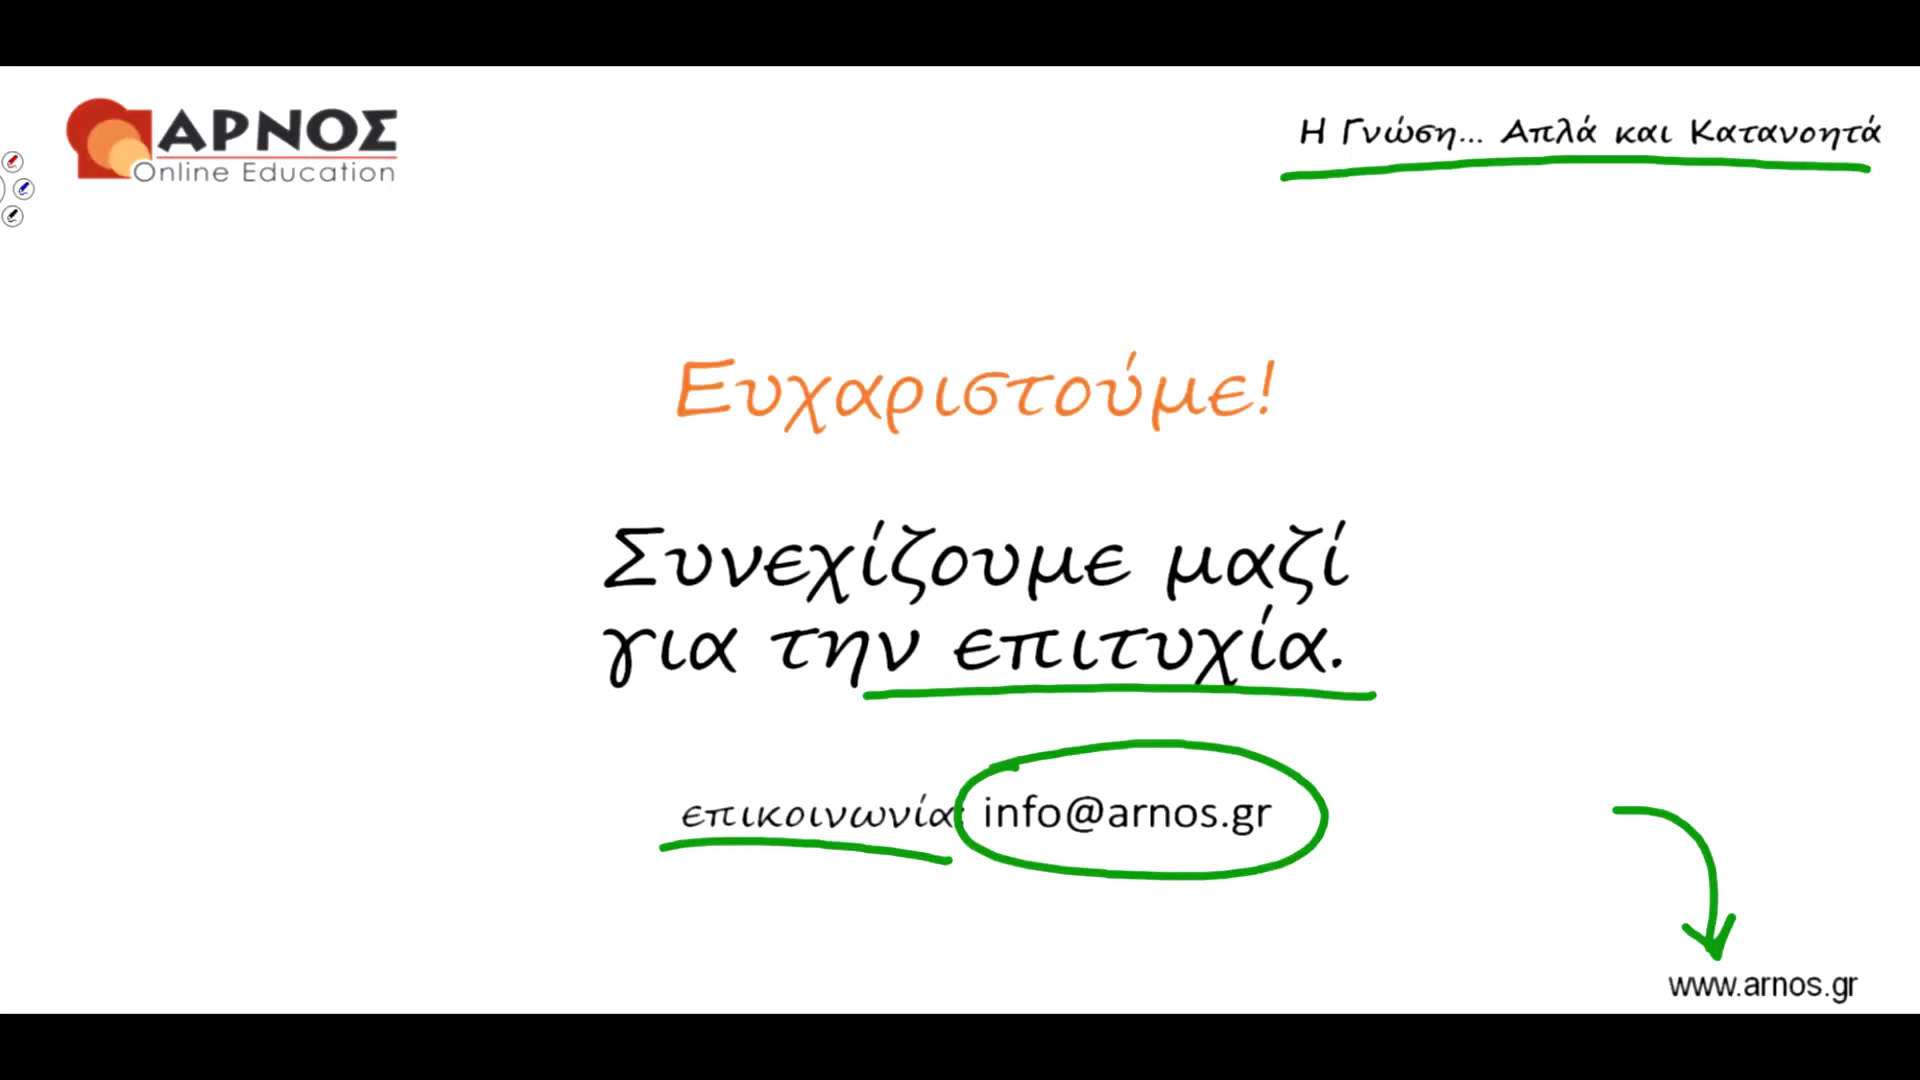 ΑΡΝΟΣ
Online Education
Η Γνώση... Απλά και Κατανοητά
Ευχαριστούμε!
Συνεχίζουμε μαζί
για την επιτυχία.
επικοινωνία: info@arnos.gr
www.arnos.gr